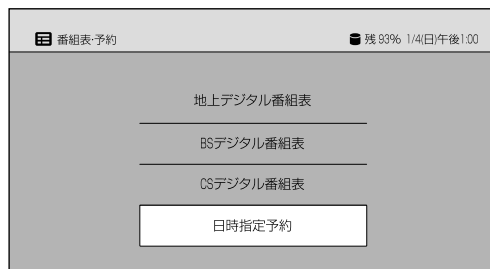 番組表・予約
残 93% 1/4(日)午後1:00
地上デジタル番組表
BSデジタル番組表
CSデジタル番組表
日時指定予約